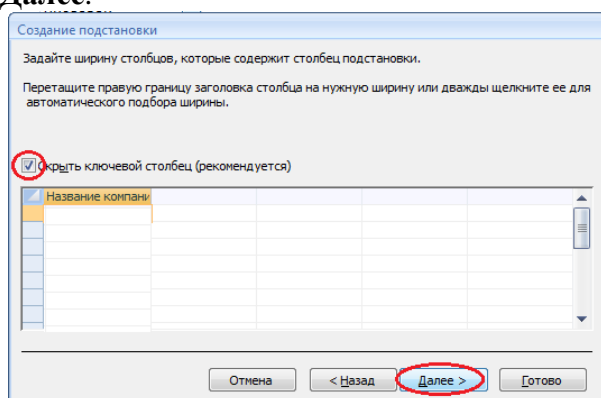 Далее.
Создание подстановки
Задайте ширину столбцов, которые содержит столбец подстановки.
Перетащите правую границу заголовка столбца на нужную ширину или дважды щелкните ее для
автоматического подбора ширины.
Скрыть ключевой столбец (рекомендуется)
Название компани
Отмена
< Назад
Далее >
Готово